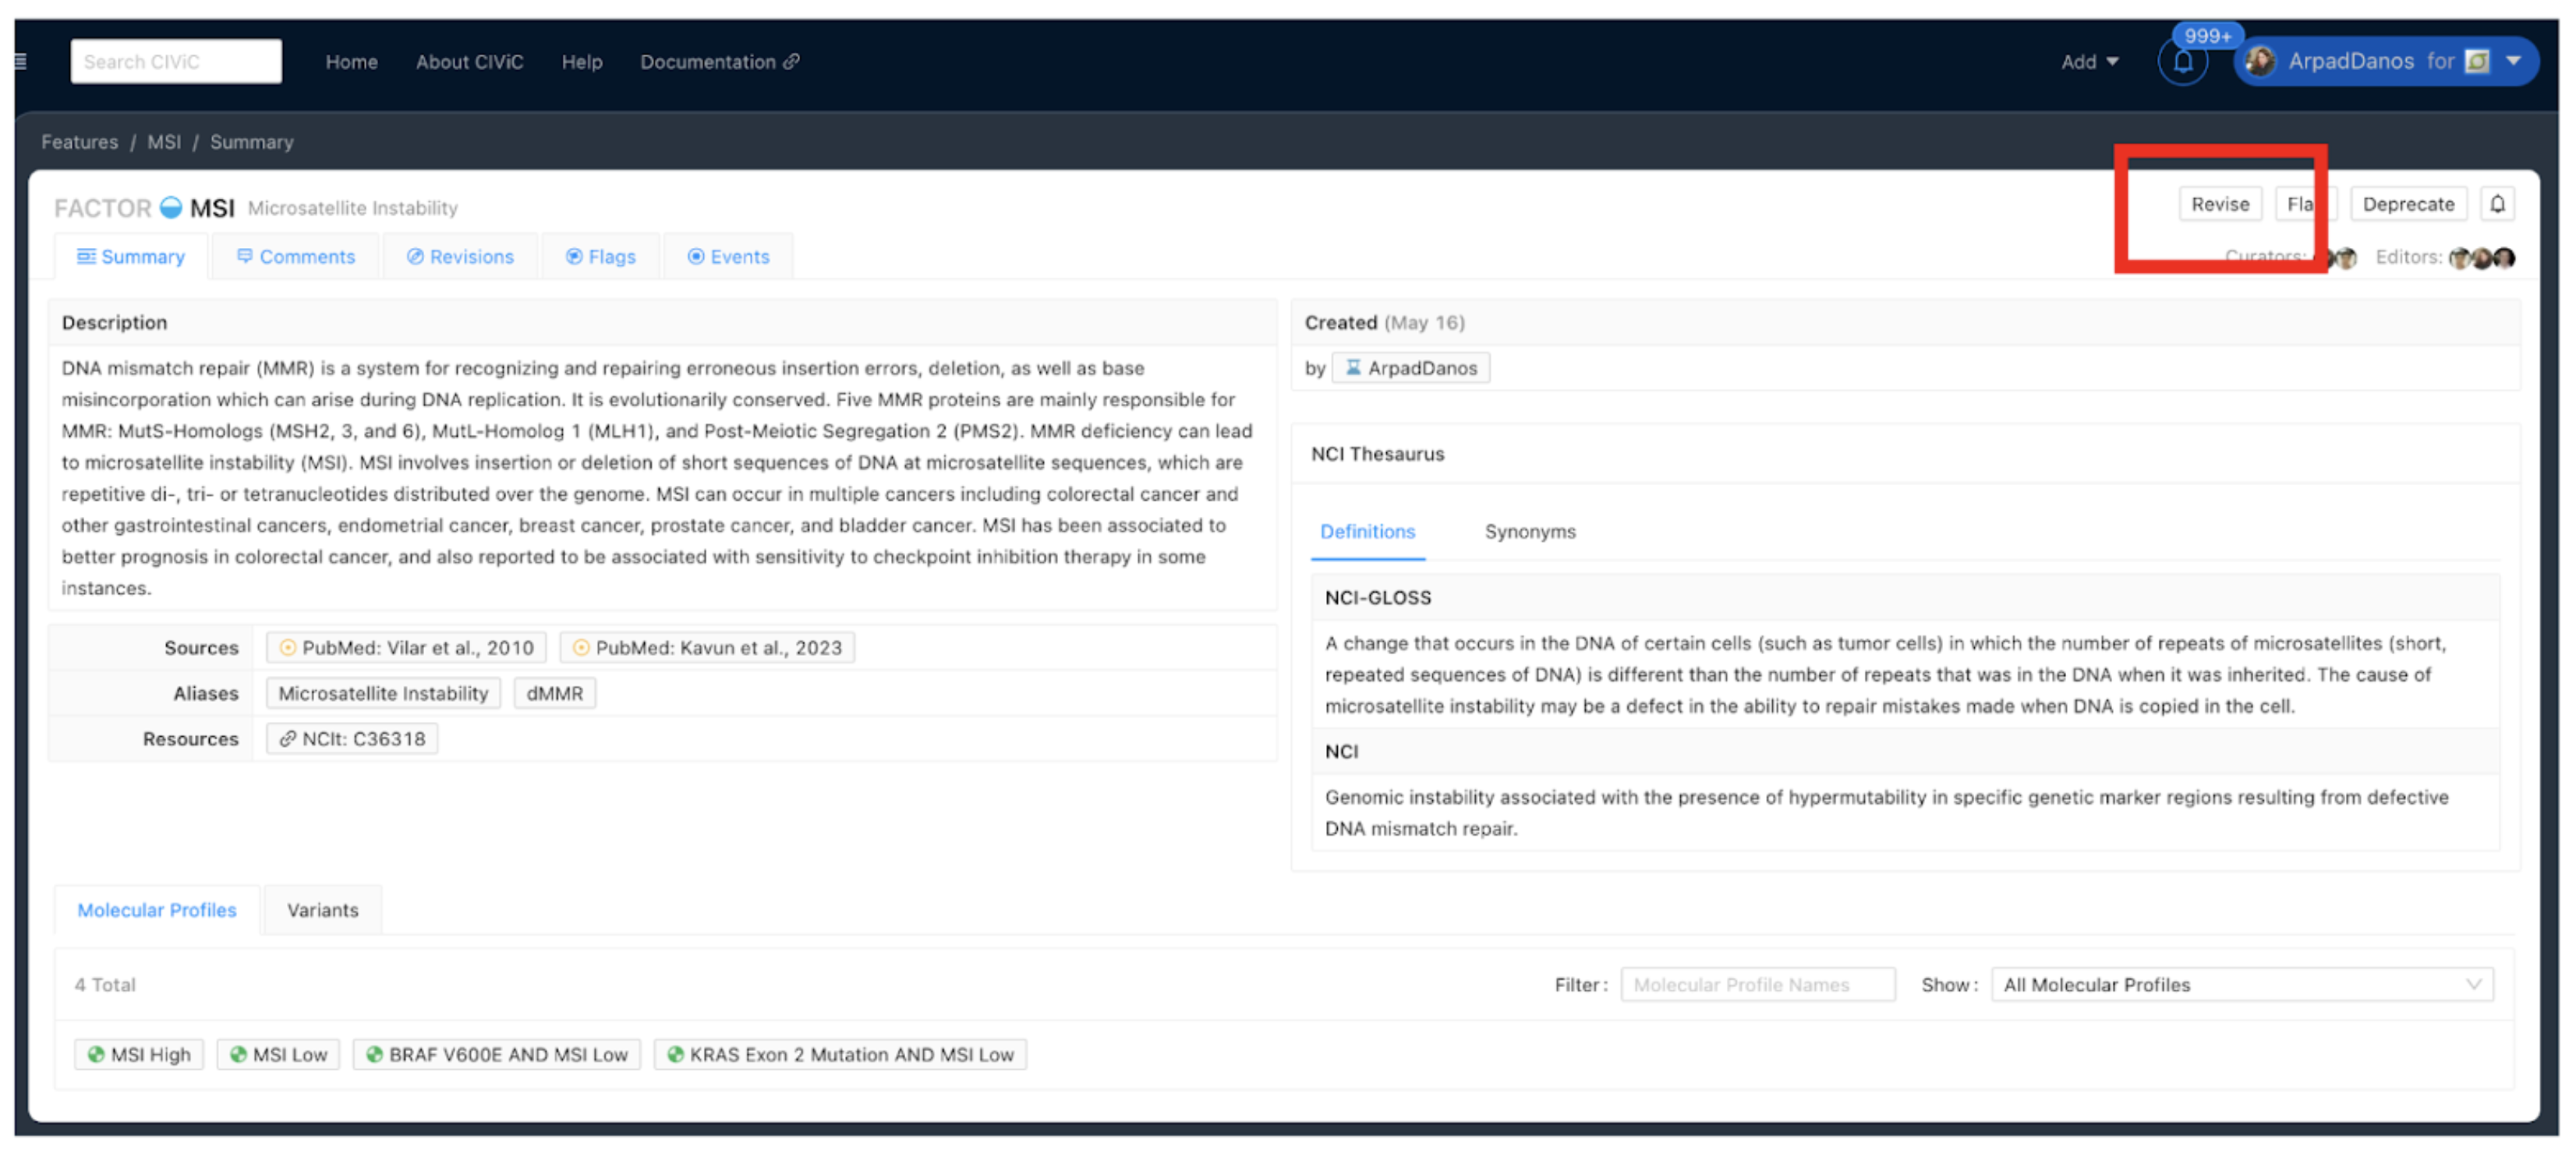 Search CIViC Home About CIViC Help Documentation Add 999+ ArpadDanos for
Features / MSI / Summary
FACTOR MSI Microsatellite Instability Revise Fla Deprecate
Summary Comments Revisions Flags Events Curators: Editors:
Description
DNA mismatch repair (MMR) is a system for recognizing and repairing erroneous insertion errors, deletion, as well as base
misincorporation which can arise during DNA replication. It is evolutionarily conserved. Five MMR proteins are mainly responsible for
MMR: MutS-Homologs (MSH2, 3, and 6), MutL-Homolog 1 (MLH1), and Post-Meiotic Segregation 2 (PMS2). MMR deficiency can lead
to microsatellite instability (MSI). MSI involves insertion or deletion of short sequences of DNA at microsatellite sequences, which are
repetitive di-, tri- or tetranucleotides distributed over the genome. MSI can occur in multiple cancers including colorectal cancer and
other gastrointestinal cancers, endometrial cancer, breast cancer, prostate cancer, and bladder cancer. MSI has been associated to
better prognosis in colorectal cancer, and also reported to be associated with sensitivity to checkpoint inhibition therapy in some
instances.
Sources PubMed: Vilar et al., 2010 PubMed: Kavun et al., 2023
Aliases Microsatellite Instability dMMR
Resources NCIt: C36318
Created (May 16)
by ArpadDanos
NCI Thesaurus
Definitions Synonyms
NCI-GLOSS
A change that occurs in the DNA of certain cells (such as tumor cells) in which the number of repeats of microsatellites (short,
repeated sequences of DNA) is different than the number of repeats that was in the DNA when it was inherited. The cause of
microsatellite instability may be a defect in the ability to repair mistakes made when DNA is copied in the cell.
NCI
Genomic instability associated with the presence of hypermutability in specific genetic marker regions resulting from defective
DNA mismatch repair.
Molecular Profiles Variants
4 Total Filter: Molecular Profile Names Show: All Molecular Profiles
MSI High MSI Low BRAF V600E AND MSI Low KRAS Exon 2 Mutation AND MSI Low